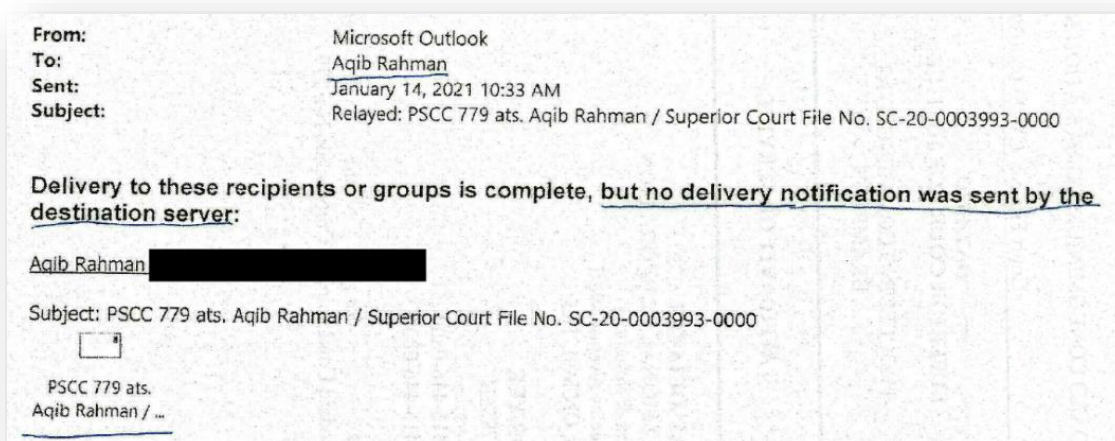 From: Microsoft Outlook
To: Aqib Rahman
Sent: January 14, 2021 10:33 AM
Subject: Relayed: PSCC 779 ats. Aqib Rahman / Superior Court File No. SC-20-0003993-0000
Delivery to these recipients or groups is complete, but no delivery notification was sent by the
destination server:
Aqib Rahman
Subject: PSCC 779 ats. Aqib Rahman / Superior Court File No. SC-20-0003993-0000
PSCC 779 ats.
Aqib Rahman / ...